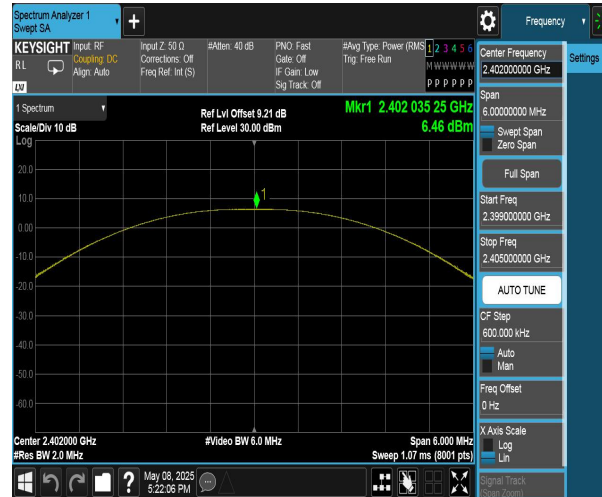 Spectrum Analyzer 1
Swept SA
Frequency
KEYSIGHT
RL
LXI
Input: RF
Coupling: DC
Align: Auto
Input Z: 50 Ω
Corrections: Off
Freq Ref: Int (S)
#Atten: 40 dB
PNO: Fast
Gate: Off
IF Gain: Low
Sig Track: Off
#Avg Type: Power (RMS
Trig: Free Run
1 2 3 4 5 6
M W W W W W
P P P P P P
Settings
1 Spectrum
Scale/Div 10 dB
Log
Ref Lvl Offset 9.21 dB
Ref Level 30.00 dBm
Mkr1 2.402 035 25 GHz
6.46 dBm
1
20.0
10.0
0.00
-10.0
-20.0
-30.0
-40.0
-50.0
-60.0
Center 2.402000 GHz
#Res BW 2.0 MHz
#Video BW 6.0 MHz
Span 6.000 MHz
Sweep 1.07 ms (8001 pts)
Center Frequency
2.402000000 GHz
Span
6.00000000 MHz
Swept Span
Zero Span
Full Span
Start Freq
2.399000000 GHz
Stop Freq
2.405000000 GHz
AUTO TUNE
CF Step
600.000 kHz
Auto
Man
Freq Offset
0 Hz
X Axis Scale
Log
Lin
Signal Track
(Span Zoom)
?
May 08, 2025
5:22:06 PM